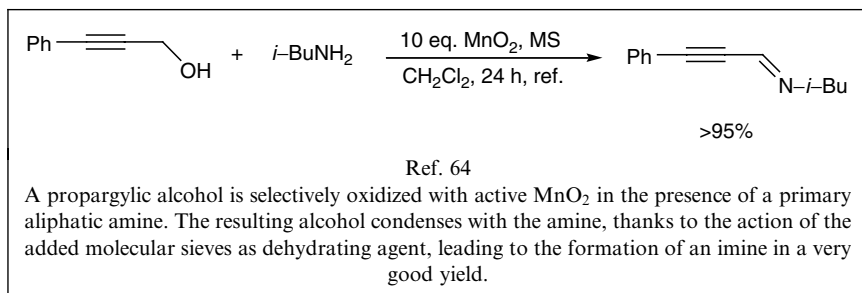 Ph
OH
+
i–BuNH₂
10 eq. MnO₂, MS
CH₂Cl₂, 24 h, ref.
Ph
N–i–Bu
>95%
Ref. 64
A propargylic alcohol is selectively oxidized with active MnO₂ in the presence of a primary
aliphatic amine. The resulting alcohol condenses with the amine, thanks to the action of the
added molecular sieves as dehydrating agent, leading to the formation of an imine in a very
good yield.